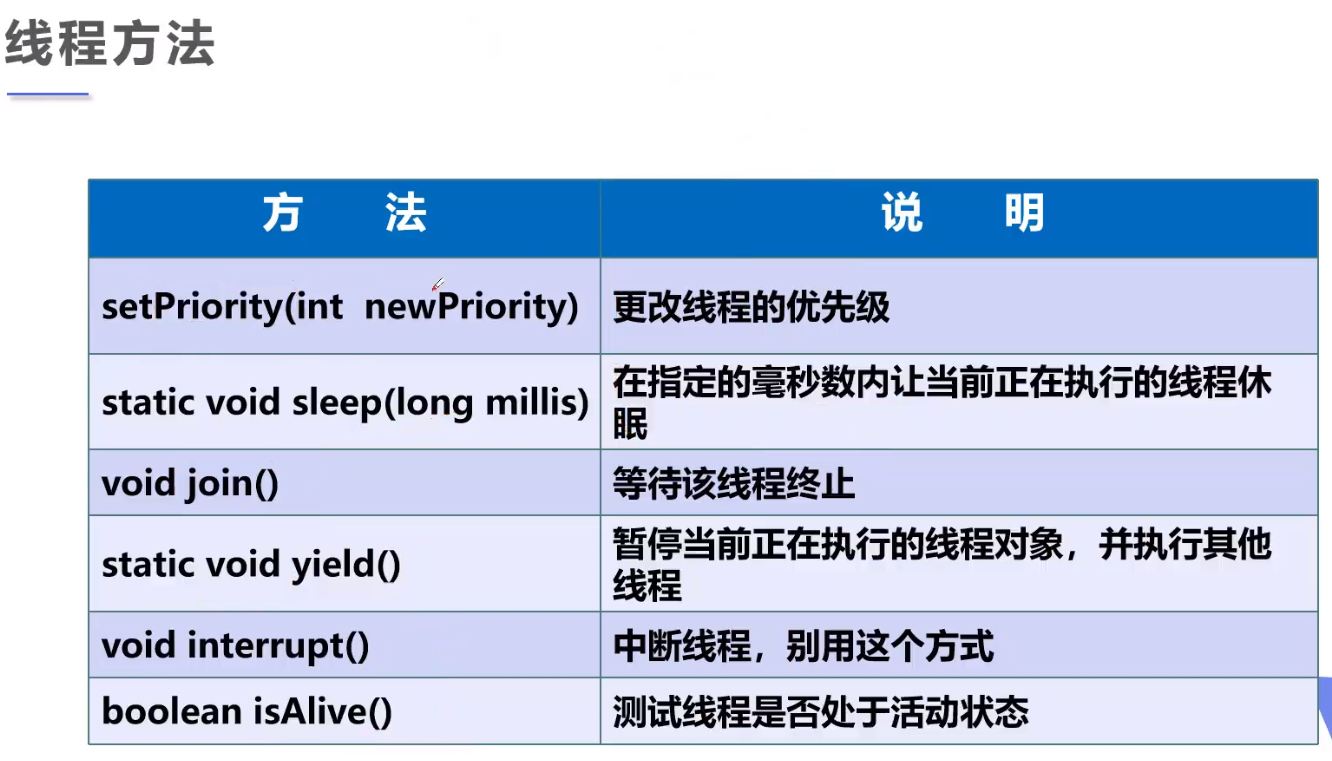 线程方法
方 法
说 明
setPriority(int newPriority)
更改线程的优先级
static void sleep(long millis)
在指定的毫秒数内让当前正在执行的线程休
眠
void join()
等待该线程终止
static void yield()
暂停当前正在执行的线程对象，并执行其他
线程
void interrupt()
中断线程，别用这个方式
boolean isAlive()
测试线程是否处于活动状态